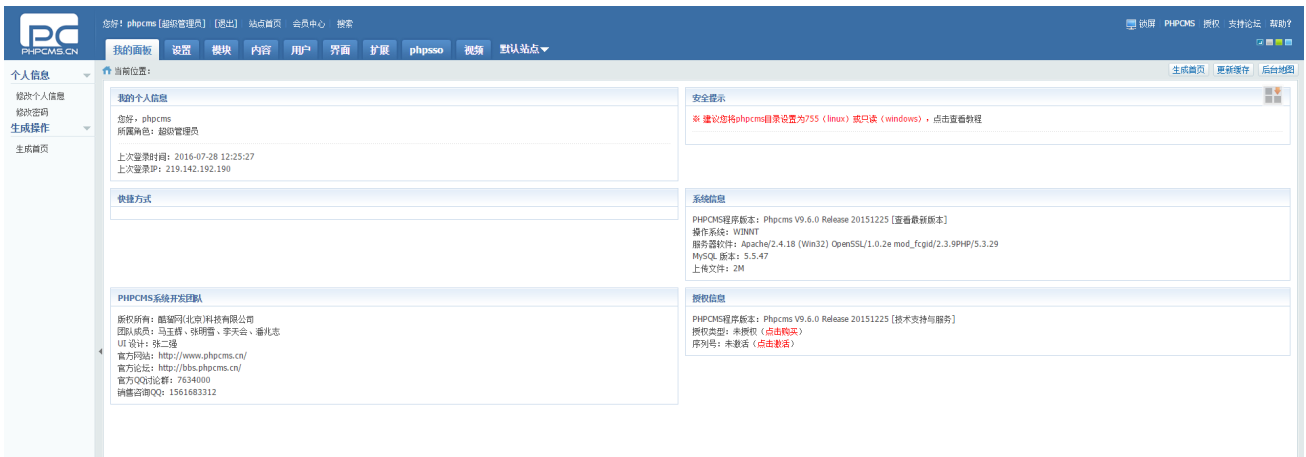 PC
PHPCMS.CN
您好！phpcms [超级管理员] [退出] 站点首页 会员中心 搜索
锁屏 PHPCMS 授权 支持论坛 帮助?
我的面板 设置 模块 内容 用户 界面 扩展 phpsso 视频 默认站点
个人信息
当前位置：
生成首页 更新缓存 后台地图
修改个人信息
修改密码
生成操作
生成首页
我的个人信息
您好，phpcms
所属角色：超级管理员
上次登录时间：2016-07-28 12:25:27
上次登录IP：219.142.192.190
安全提示
※ 建议您将phpcms目录设置为755（linux）或只读（windows），点击查看教程
快捷方式
系统信息
PHPCMS程序版本：Phpcms V9.6.0 Release 20151225 [查看最新版本]
操作系统：WINNT
服务器软件：Apache/2.4.18 (Win32) OpenSSL/1.0.2e mod_fcgid/2.3.9PHP/5.3.29
MySQL 版本：5.5.47
上传文件：2M
PHPCMS系统开发团队
版权所有：酷溜网(北京)科技有限公司
团队成员：马玉辉、张明雪、李天会、潘兆志
UI 设计：张二强
官方网站：http://www.phpcms.cn/
官方论坛：http://bbs.phpcms.cn/
官方QQ讨论群：7634000
销售咨询QQ：1561683312
授权信息
PHPCMS程序版本：Phpcms V9.6.0 Release 20151225 [技术支持与服务]
授权类型：未授权（点击购买）
序列号：未激活（点击激活）